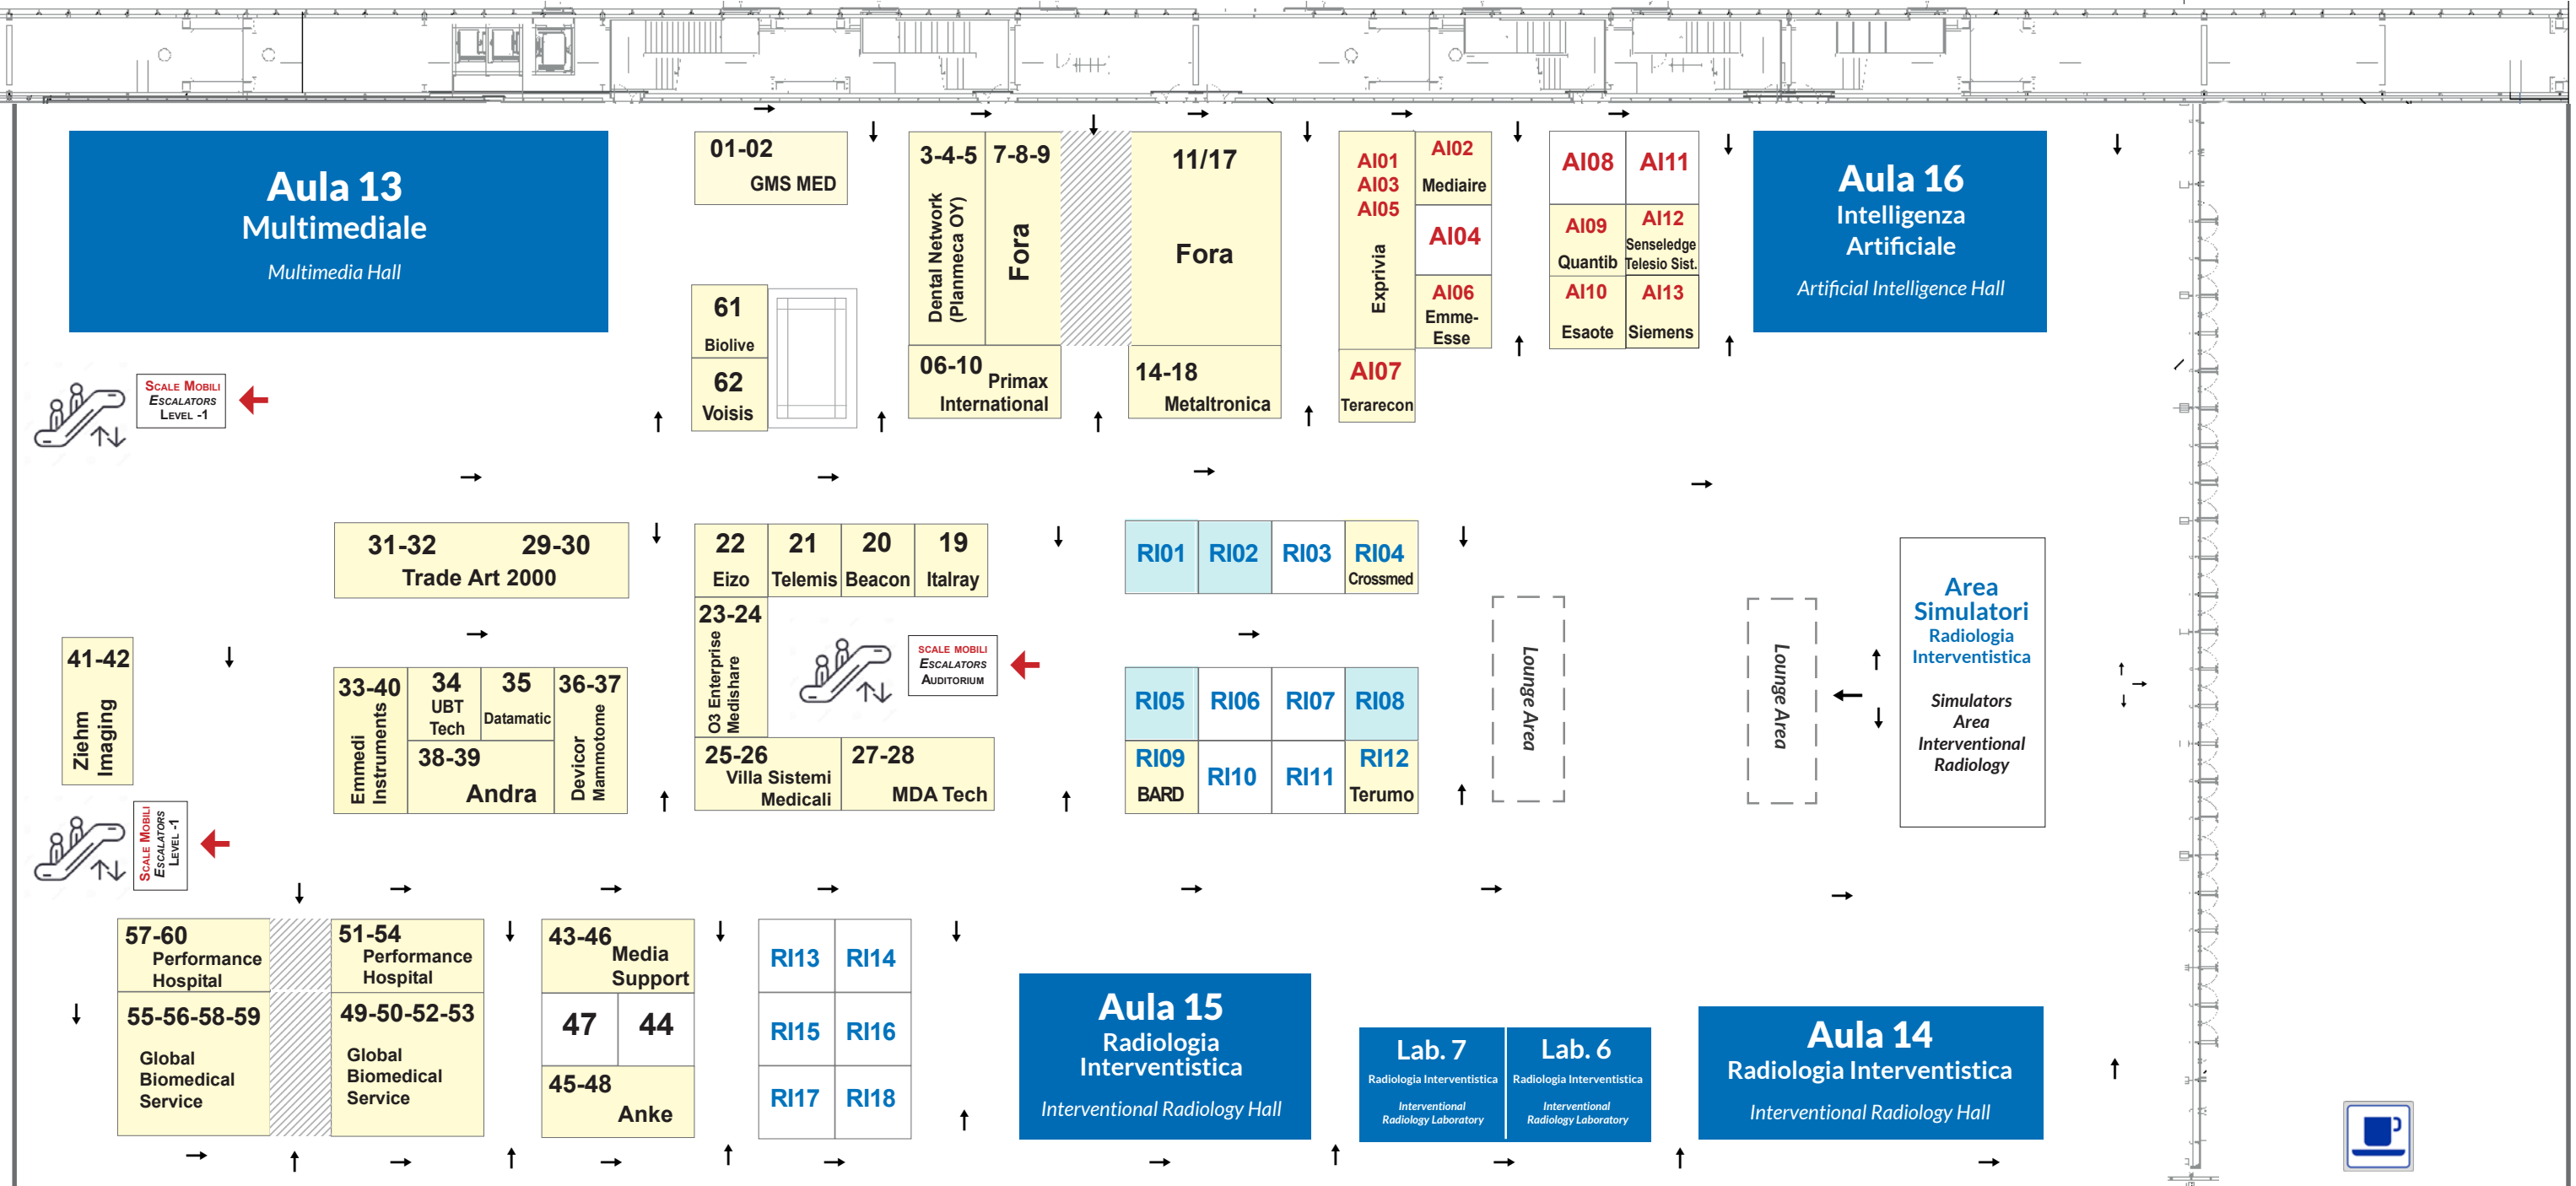 Aula 13
Multimediale
Multimedia Hall
01-02
GMS MED
3-4-5
Dental Network
(Planmeca OY)
7-8-9
Fora
11/17
Fora
06-10
Primax
International
14-18
Metaltronica
AI01
AI03
AI05
Exprivia
AI02
Mediaire
AI04
AI06
Emme-
Esse
AI07
Terarecon
AI08
AI11
AI09
Quantib
AI12
Senseledge
Telesio Sist.
AI10
Esaote
AI13
Siemens
Aula 16
Intelligenza
Artificiale
Artificial Intelligence Hall
61
Biolive
62
Voisis
Scale Mobili
Escalators
Level -1
31-32
29-30
Trade Art 2000
22
Eizo
21
Telemis
20
Beacon
19
Italray
23-24
O3 Enterprise
Medishare
SCALE MOBILI
Escalators
Auditorium
25-26
Villa Sistemi
Medicali
27-28
MDA Tech
RI01
RI02
RI03
RI04
Crossmed
RI05
RI06
RI07
RI08
RI09
BARD
RI10
RI11
RI12
Terumo
Lounge Area
Lounge Area
Area
Simulatori
Radiologia
Interventistica
Simulators
Area
Interventional
Radiology
41-42
Ziehm
Imaging
33-40
Emmedi
Instruments
34
UBT
Tech
35
Datamatic
36-37
Devicor
Mammotome
38-39
Andra
Scale Mobili
Escalators
Level -1
57-60
Performance
Hospital
51-54
Performance
Hospital
55-56-58-59
Global
Biomedical
Service
49-50-52-53
Global
Biomedical
Service
43-46
Media
Support
47
44
45-48
Anke
RI13
RI14
RI15
RI16
RI17
RI18
Aula 15
Radiologia
Interventistica
Interventional Radiology Hall
Lab. 7
Radiologia Interventistica
Interventional
Radiology Laboratory
Lab. 6
Radiologia Interventistica
Interventional
Radiology Laboratory
Aula 14
Radiologia Interventistica
Interventional Radiology Hall